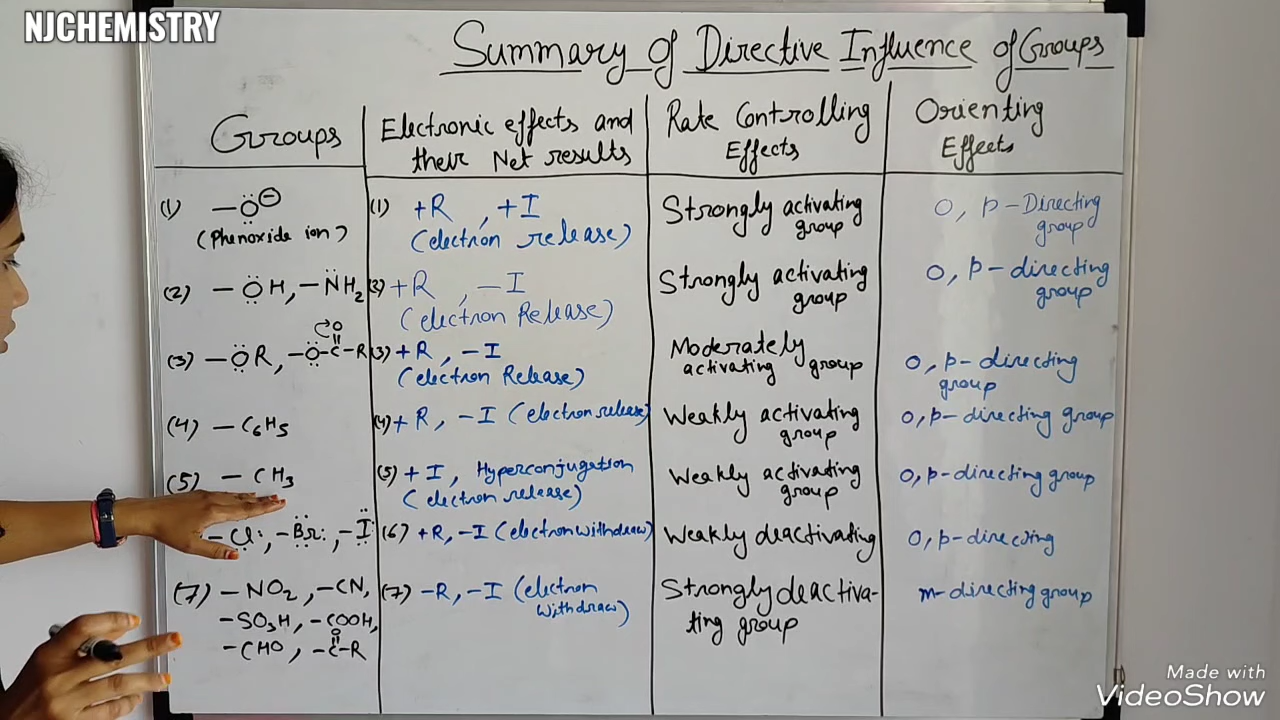 NJCHEMISTRY
Summary of Directive Influence of Groups
Groups
Electronic effects and
their Net results
Rate Controlling
Effects
Orienting
Effects
(1) –Ö⊖
(Phenoxide ion)
(1) +R , +I
(electron release)
Strongly activating
group
O, p-Directing
group
(2) –ÖH, –N̈H2
(2) +R , –I
(electron Release)
Strongly activating
group
O, p-directing
group
(3) –ÖR, –Ö–C–R
O
(3) +R, –I
(electron Release)
Moderately
activating group
O, p-directing
group
(4) –C6H5
(4) +R, –I (electron release)
Weakly activating
group
O, p-directing group
(5) –CH3
(5) +I, Hyperconjugation
(electron release)
Weakly activating
group
O, p-directing group
–Cl:, –Br:, –I
(6) +R, –I (electron withdraw)
Weakly deactivating
O, p-directing
(7) –NO2, –CN,
–SO3H, –COOH,
–CHO, –C–R
O
(7) –R, –I (electron
withdraw)
Strongly deactiva-
ting group
m-directing group
Made with
VideoShow